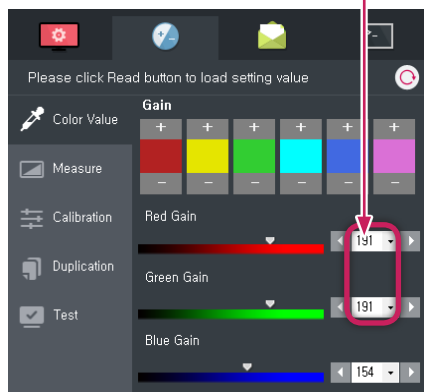 Please click Read button to load setting value
Color Value
Gain
+ + + + + +
- - - - - -
Measure
Calibration
Duplication
Test
Red Gain
191
Green Gain
191
Blue Gain
154